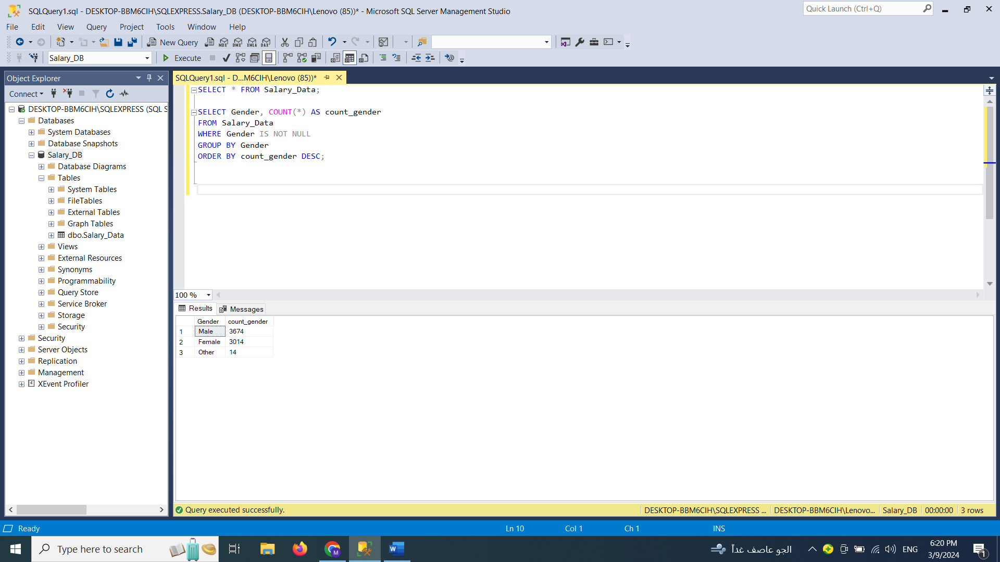 SQLQuery1.sql - DESKTOP-BBM6CIH\SQLEXPRESS.Salary_DB (DESKTOP-BBM6CIH\Lenovo (85))* - Microsoft SQL Server Management Studio
Quick Launch (Ctrl+Q)
File Edit View Query Project Tools Window Help
New Query MDX DMX XMLA DAX
Salary_DB Execute
Object Explorer
SQLQuery1.sql - D...M6CIH\Lenovo (85))*
Connect
DESKTOP-BBM6CIH\SQLEXPRESS (SQL S
Databases
System Databases
Database Snapshots
Salary_DB
Database Diagrams
Tables
System Tables
FileTables
External Tables
Graph Tables
dbo.Salary_Data
Views
External Resources
Synonyms
Programmability
Query Store
Service Broker
Storage
Security
Security
Server Objects
Replication
Management
XEvent Profiler
SELECT * FROM Salary_Data;
SELECT Gender, COUNT(*) AS count_gender
FROM Salary_Data
WHERE Gender IS NOT NULL
GROUP BY Gender
ORDER BY count_gender DESC;
100 %
Results Messages
Gender count_gender
1 Male 3674
2 Female 3014
3 Other 14
Query executed successfully.
DESKTOP-BBM6CIH\SQLEXPRESS ... DESKTOP-BBM6CIH\Lenovo... Salary_DB 00:00:00 3 rows
Ready Ln 10 Col 1 Ch 1 INS
Type here to search
الجو عاصف غداً
ENG
6:20 PM
3/9/2024
1